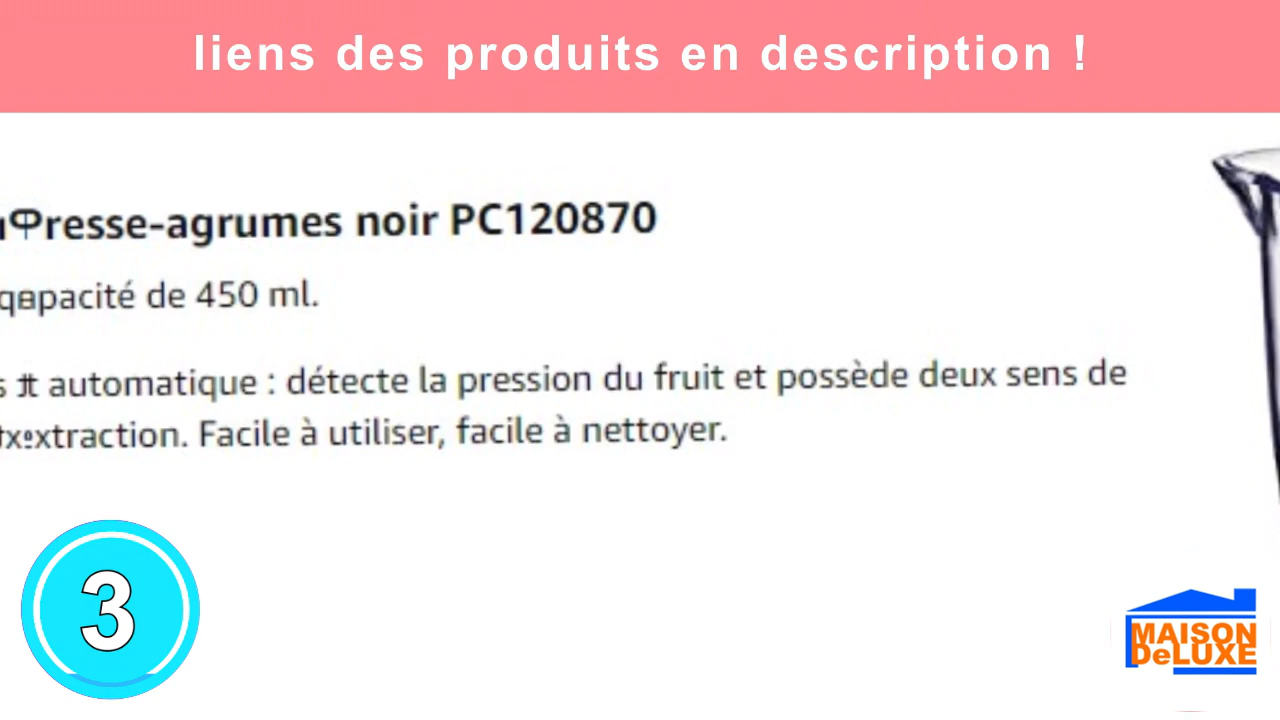 liens des produits en description !
Presse-agrumes noir PC120870
capacité de 450 ml.
automatique : détecte la pression du fruit et possède deux sens de
extraction. Facile à utiliser, facile à nettoyer.
3
MAISON
DeLUXE